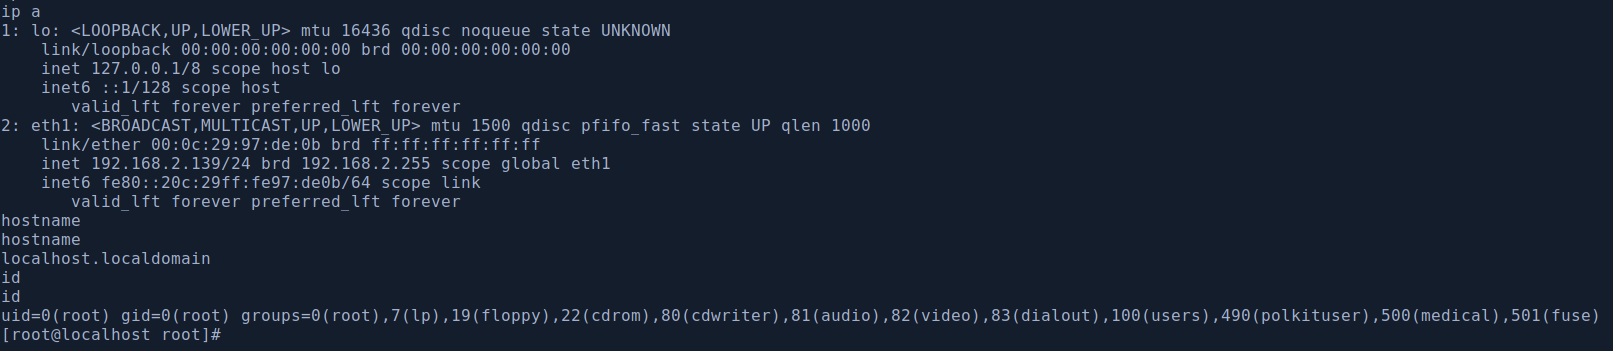 ip a
1: lo: <LOOPBACK,UP,LOWER_UP> mtu 16436 qdisc noqueue state UNKNOWN
    link/loopback 00:00:00:00:00:00 brd 00:00:00:00:00:00
    inet 127.0.0.1/8 scope host lo
    inet6 ::1/128 scope host
       valid_lft forever preferred_lft forever
2: eth1: <BROADCAST,MULTICAST,UP,LOWER_UP> mtu 1500 qdisc pfifo_fast state UP qlen 1000
    link/ether 00:0c:29:97:de:0b brd ff:ff:ff:ff:ff:ff
    inet 192.168.2.139/24 brd 192.168.2.255 scope global eth1
    inet6 fe80::20c:29ff:fe97:de0b/64 scope link
       valid_lft forever preferred_lft forever
hostname
hostname
localhost.localdomain
id
id
uid=0(root) gid=0(root) groups=0(root),7(lp),19(floppy),22(cdrom),80(cdwriter),81(audio),82(video),83(dialout),100(users),490(polkituser),500(medical),501(fuse)
[root@localhost root]#